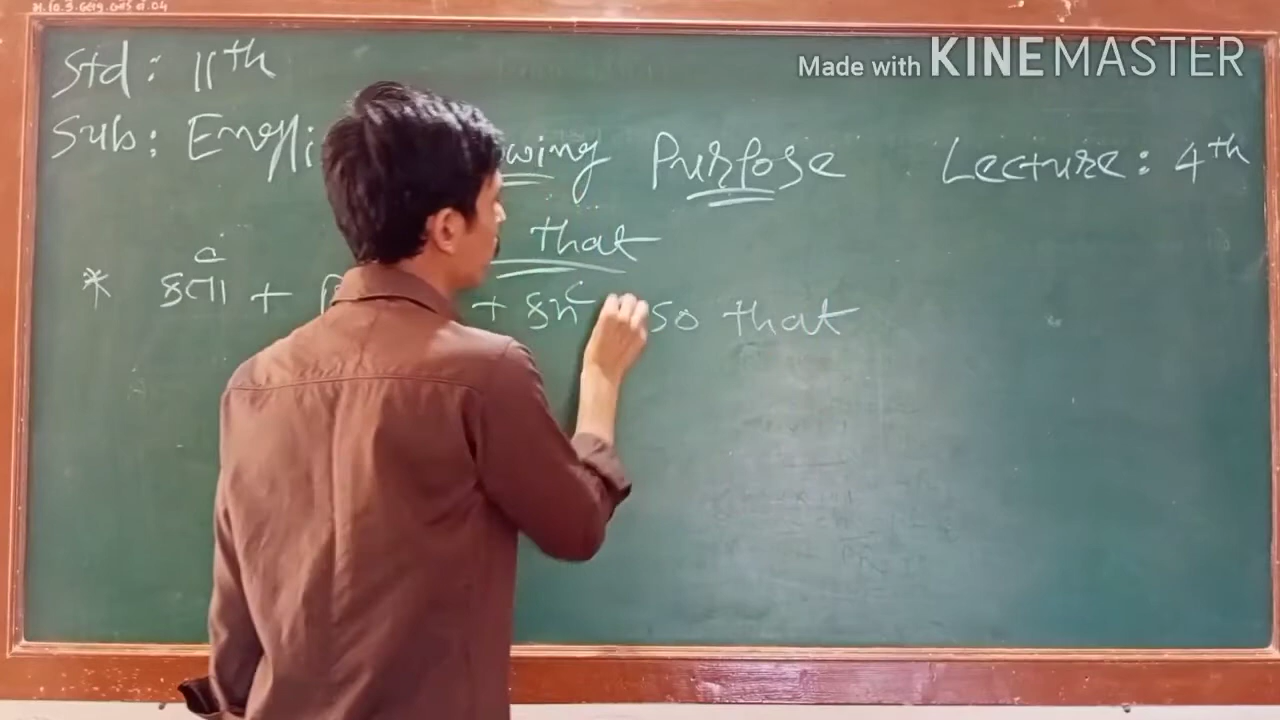 Made with KINEMASTER
Std: 11th
Sub: Engli wing Purpose Lecture: 4th
that
* કર્તા + + કર્મ so that